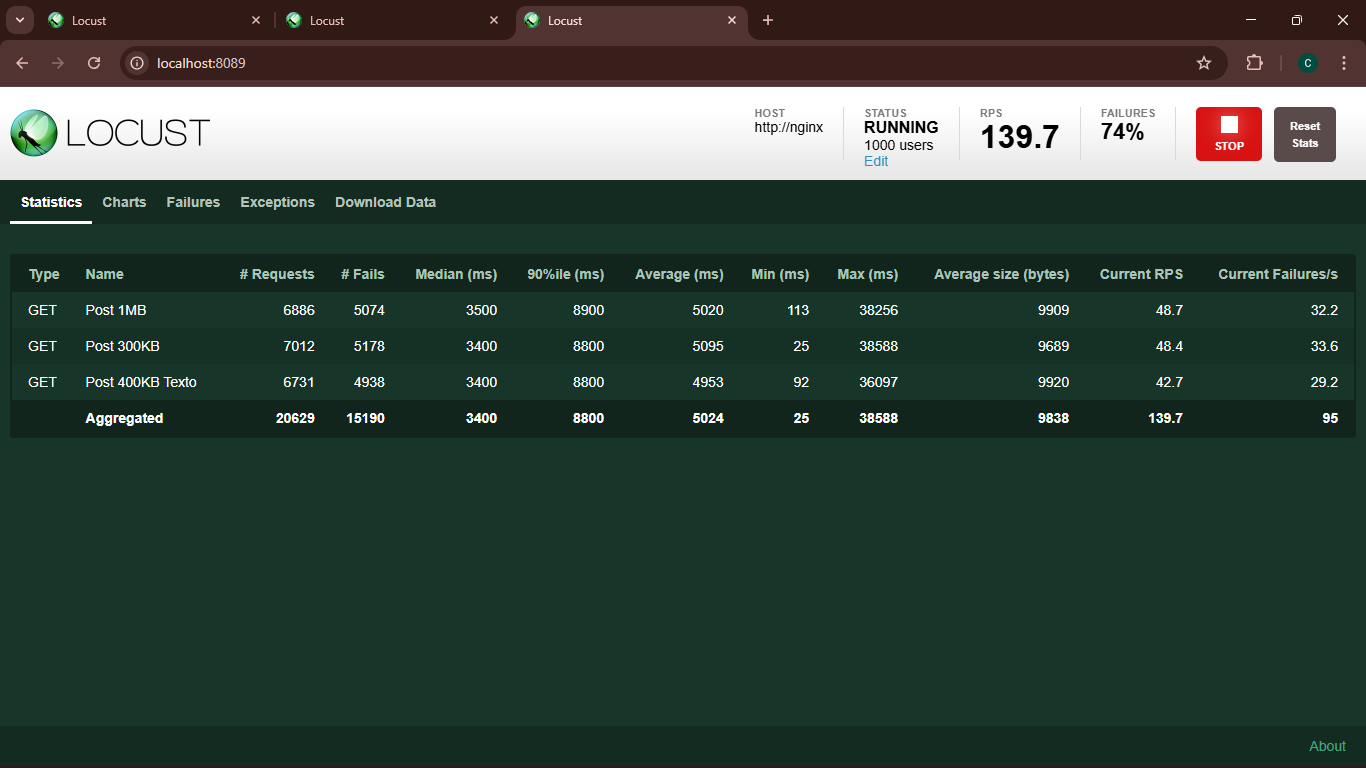 Locust
Locust
Locust
localhost:8089
C
LOCUST
HOST
http://nginx
STATUS
RUNNING
1000 users
Edit
RPS
139.7
FAILURES
74%
STOP
Reset
Stats
Statistics Charts Failures Exceptions Download Data
Type Name # Requests # Fails Median (ms) 90%ile (ms) Average (ms) Min (ms) Max (ms) Average size (bytes) Current RPS Current Failures/s
GET Post 1MB 6886 5074 3500 8900 5020 113 38256 9909 48.7 32.2
GET Post 300KB 7012 5178 3400 8800 5095 25 38588 9689 48.4 33.6
GET Post 400KB Texto 6731 4938 3400 8800 4953 92 36097 9920 42.7 29.2
Aggregated 20629 15190 3400 8800 5024 25 38588 9838 139.7 95
About